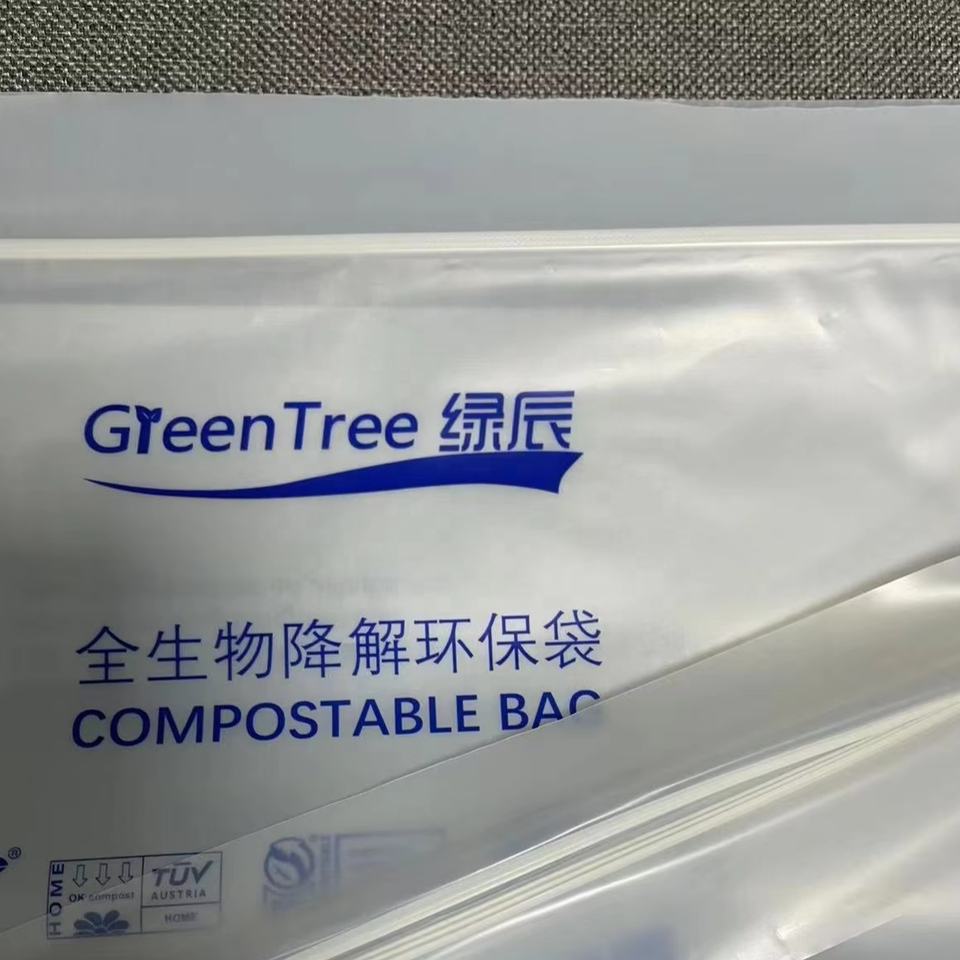 GreenTree 绿辰
全生物降解环保袋
COMPOSTABLE BAG
®
HOME
OK compost
TÜV
AUSTRIA
HOME